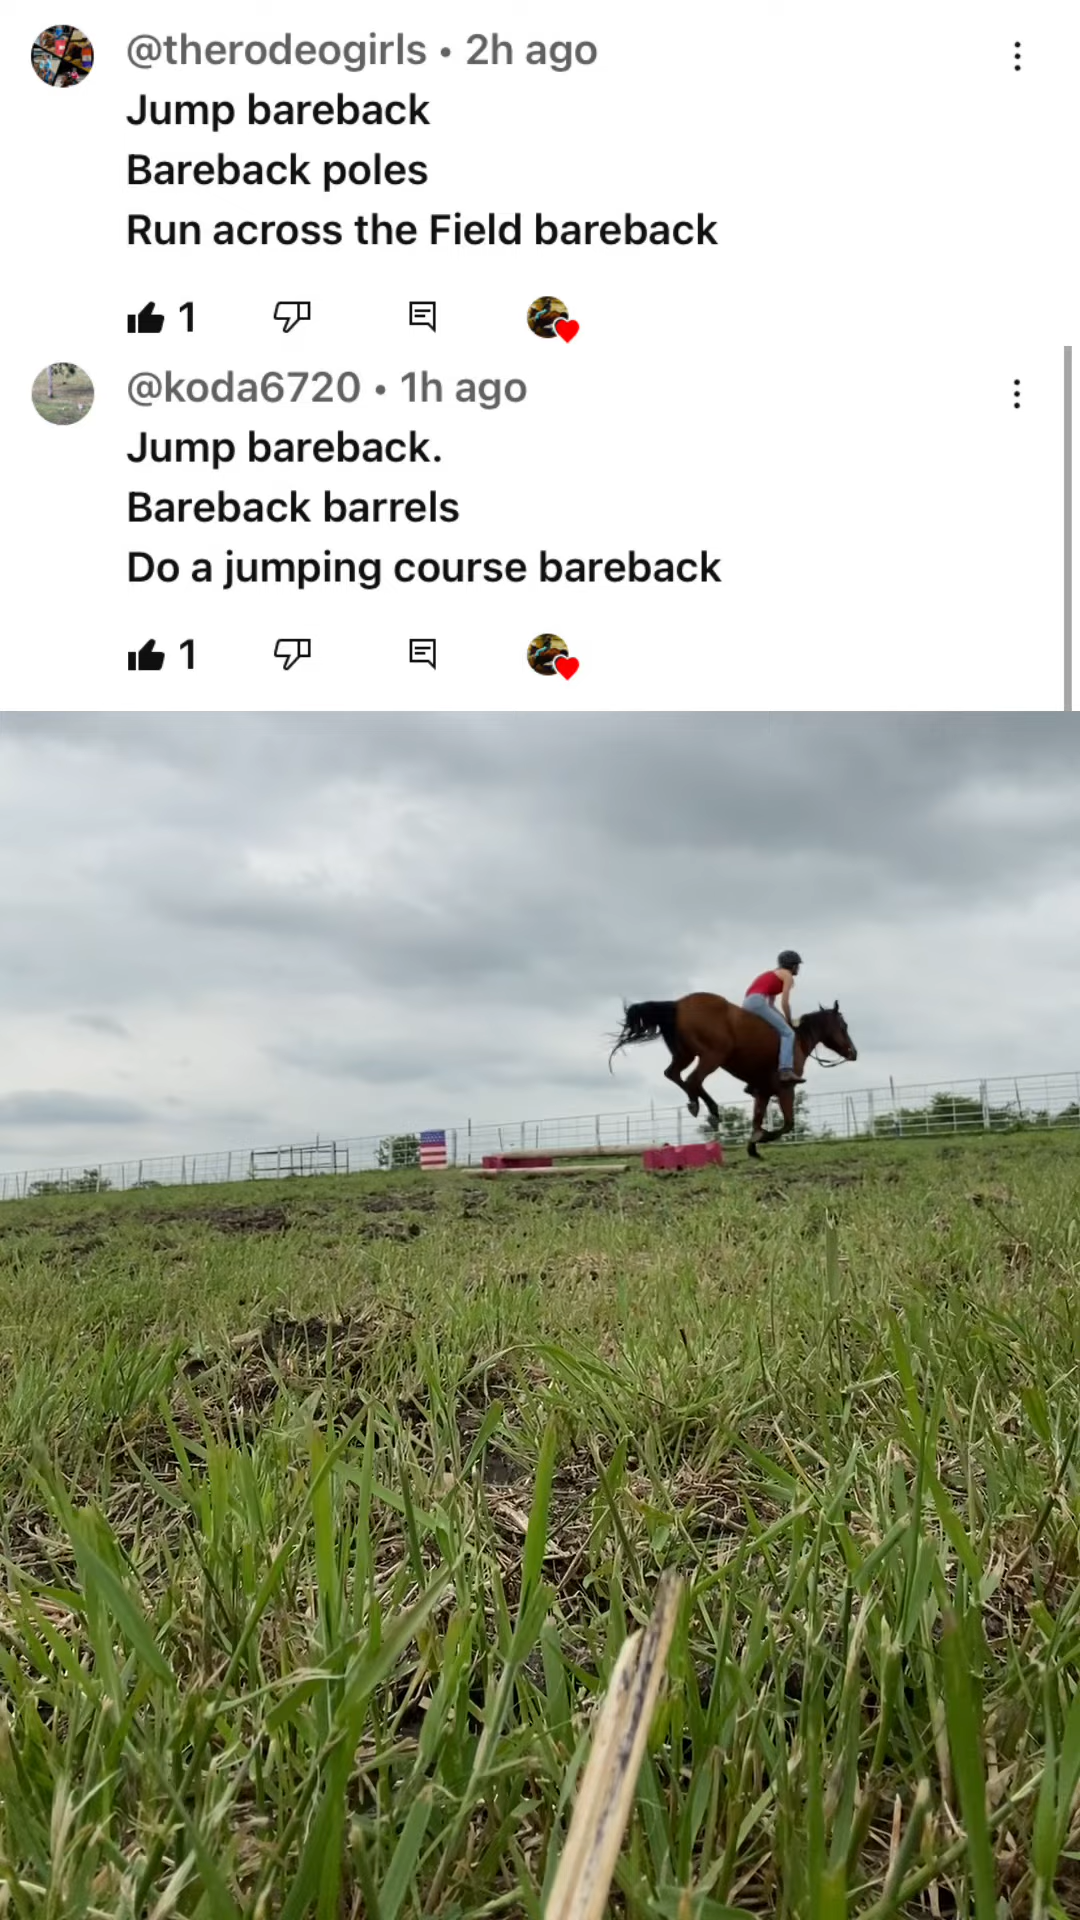 @therodeogirls • 2h ago
Jump bareback
Bareback poles
Run across the Field bareback
1
@koda6720 • 1h ago
Jump bareback.
Bareback barrels
Do a jumping course bareback
1